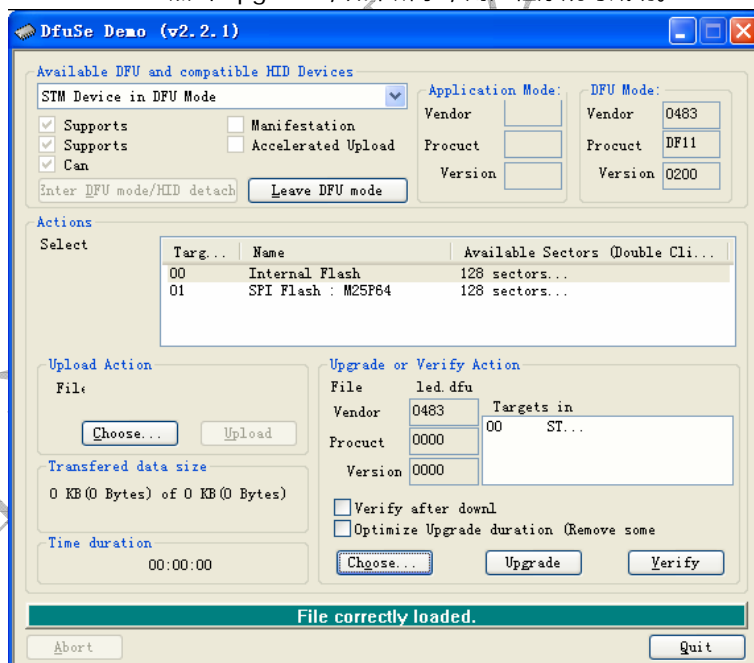 DfuSe Demo (v2.2.1)
Available DFU and compatible HID Devices
STM Device in DFU Mode
Supports
Manifestation
Supports
Accelerated Upload
Can
Enter DFU mode/HID detach
Leave DFU mode
Application Mode:
Vendor
Procuct
Version
DFU Mode:
Vendor 0483
Procuct DF11
Version 0200
Actions
Select
Targ... Name Available Sectors (Double Cli...
00 Internal Flash 128 sectors...
01 SPI Flash : M25P64 128 sectors...
Upload Action
File
Choose... Upload
Transfered data size
0 KB(0 Bytes) of 0 KB(0 Bytes)
Time duration
00:00:00
Upgrade or Verify Action
File led.dfu
Vendor 0483
Procuct 0000
Version 0000
Targets in
00 ST...
Verify after downl
Optimize Upgrade duration (Remove some
Choose... Upgrade Verify
File correctly loaded.
Abort Quit